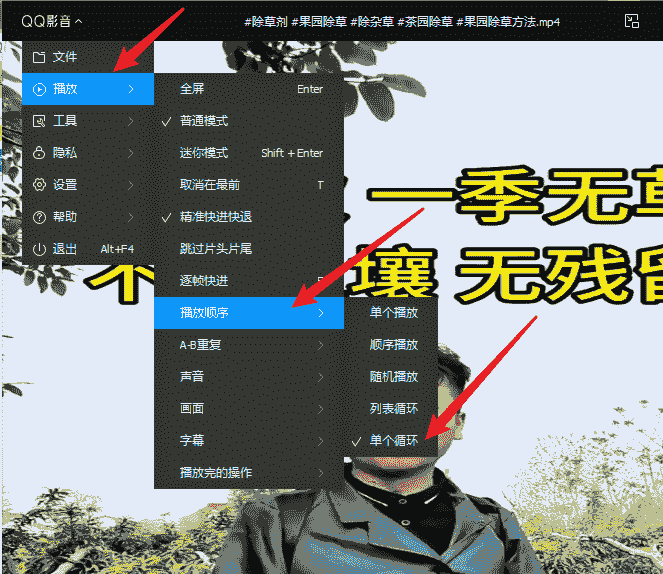 QQ影音
#除草剂 #果园除草 #除杂草 #茶园除草 #果园除草方法.mp4
文件
播放
工具
隐私
设置
帮助
退出 Alt+F4
全屏 Enter
普通模式
迷你模式 Shift + Enter
取消在最前 T
精准快进快退
跳过片头片尾
逐帧快进
播放顺序
A-B重复
声音
画面
字幕
播放完的操作
单个播放
顺序播放
随机播放
列表循环
单个循环
一季无草
壤 无残留